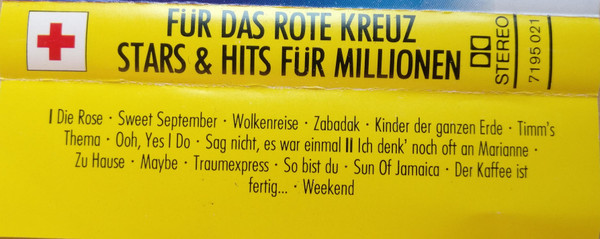 FÜR DAS ROTE KREUZ
STARS & HITS FÜR MILLIONEN
STEREO
7195 021
I Die Rose · Sweet September · Wolkenreise · Zabadak · Kinder der ganzen Erde · Timm's
Thema · Ooh, Yes I Do · Sag nicht, es war einmal II Ich denk' noch oft an Marianne ·
Zu Hause · Maybe · Traumexpress · So bist du · Sun Of Jamaica · Der Kaffee ist
fertig... · Weekend